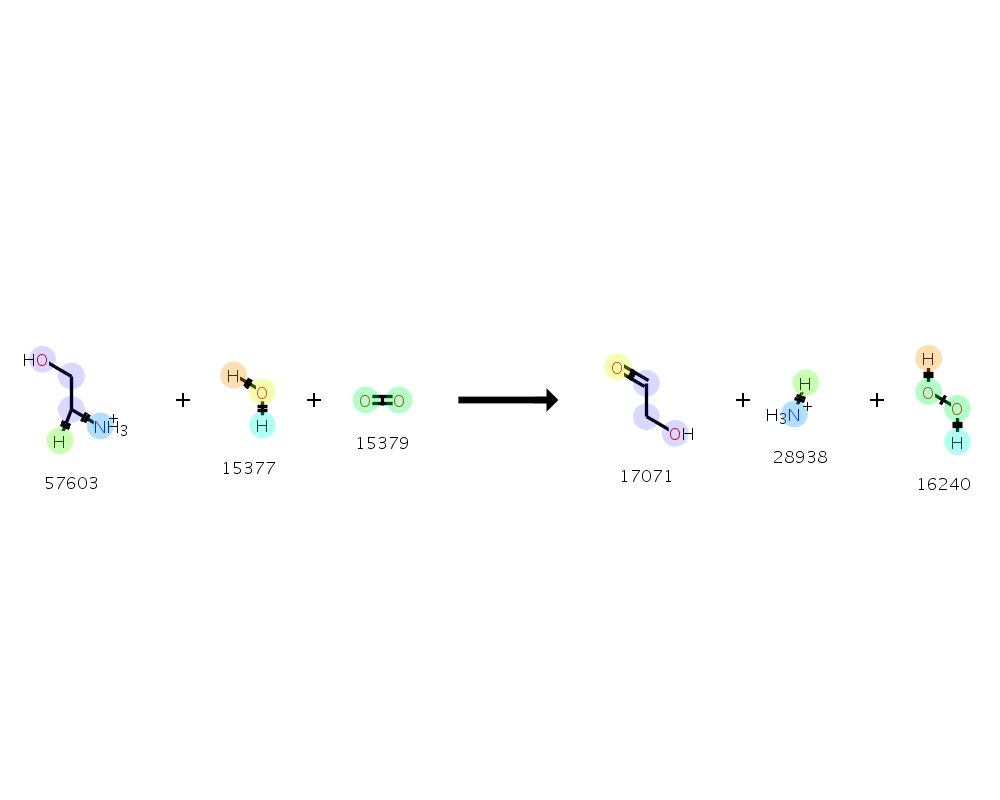 HO
H
NH3+
57603
+
H
O
H
15377
+
O O
15379
O
OH
17071
+
H
H3N+
28938
+
H
O
O
H
16240